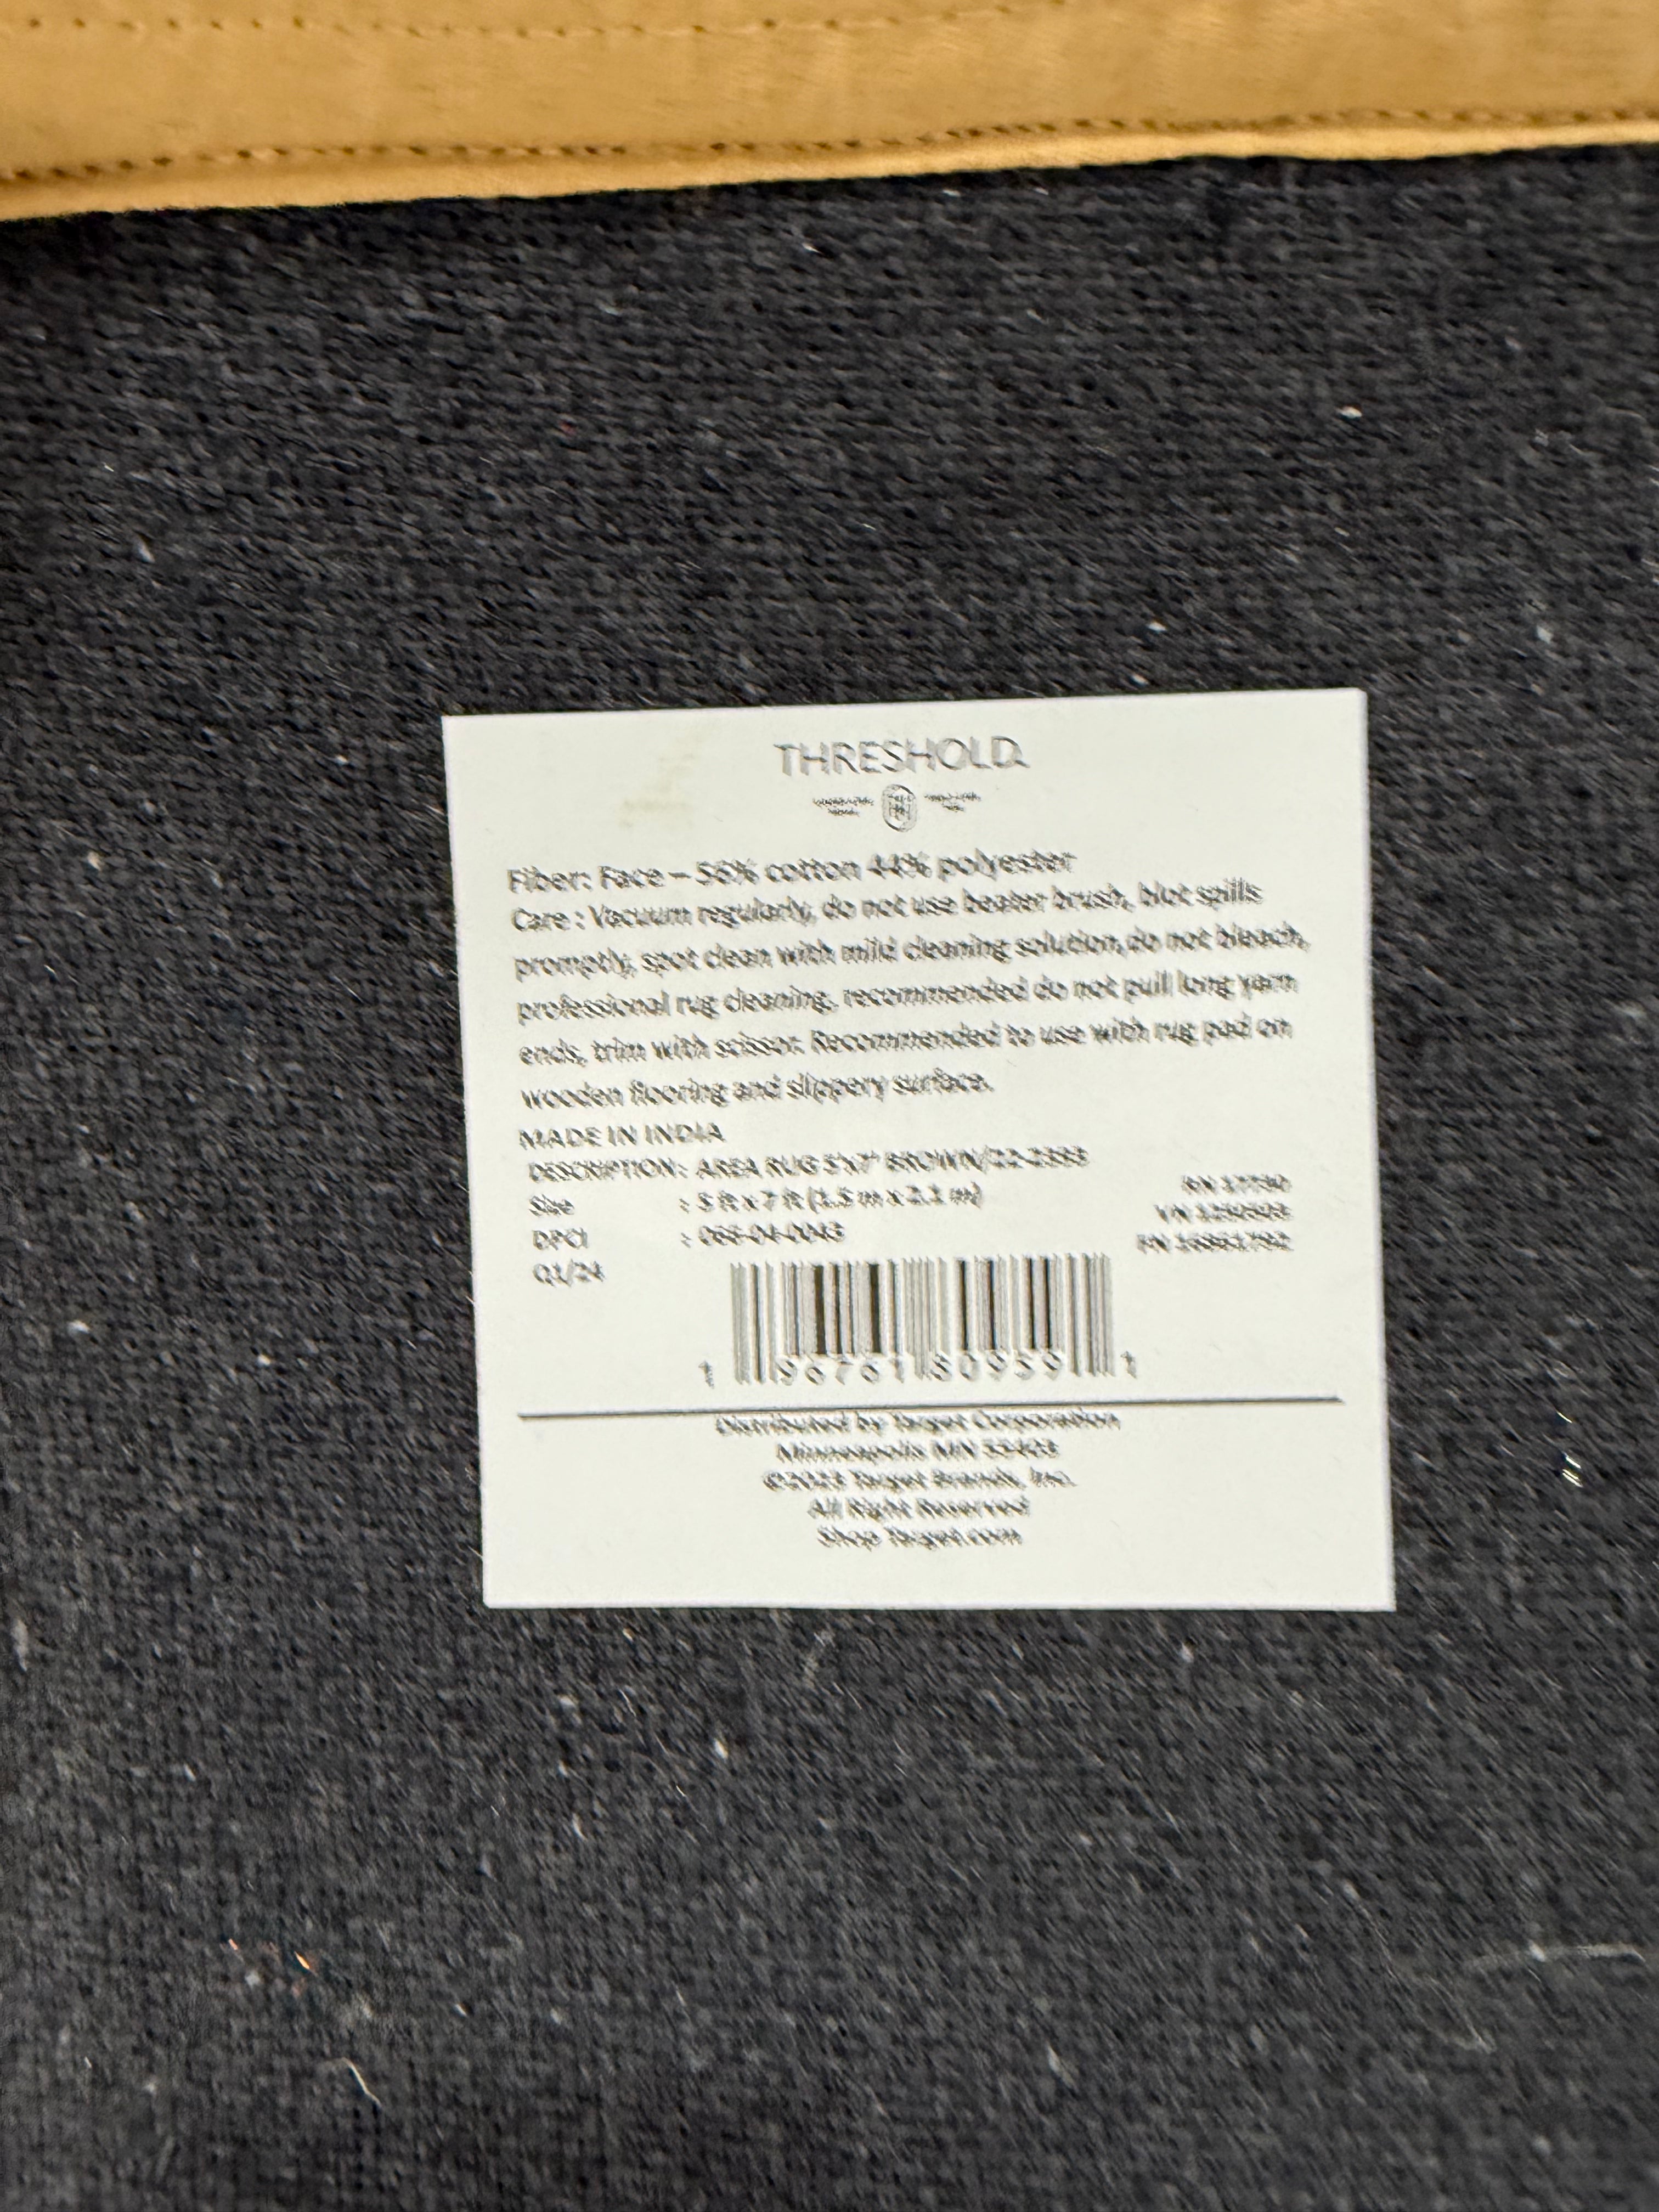 THRESHOLD
Fiber: Face – 56% cotton 44% polyester
Care : Vacuum regularly, do not use beater brush, blot spills
promptly, spot clean with mild cleaning solution, do not bleach,
professional rug cleaning. recommended do not pull long yarn
ends, trim with scissor. Recommended to use with rug pad on
wooden flooring and slippery surface.
MADE IN INDIA
DESCRIPTION : AREA RUG 5'X7' BROWN/
Size : 5 ft x 7 ft (1.5 m x 2.1 m)
DPCI
Q1/24
1 96761 80959 1
Distributed by Target Corporation
Minneapolis MN 55403
©2023 Target Brands, Inc.
All Right Reserved
Shop Target.com